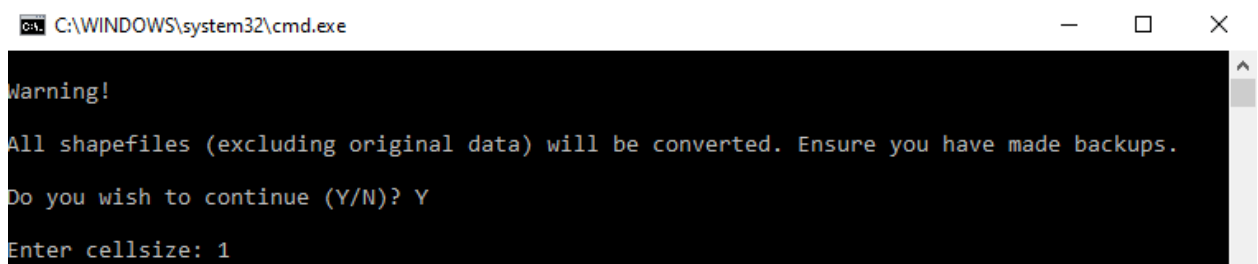 C:\WINDOWS\system32\cmd.exe
Warning!
All shapefiles (excluding original data) will be converted. Ensure you have made backups.
Do you wish to continue (Y/N)? Y
Enter cellsize: 1